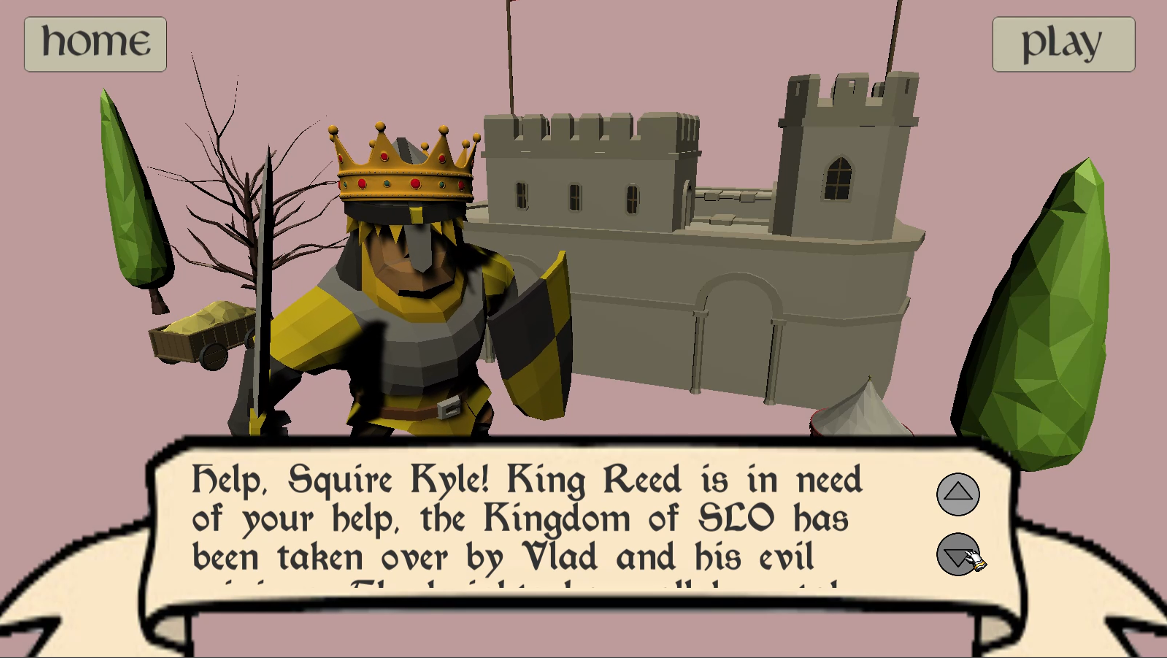 home
play
Help, Squire Kyle! King Reed is in need
of your help, the Kingdom of SLO has
been taken over by Vlad and his evil